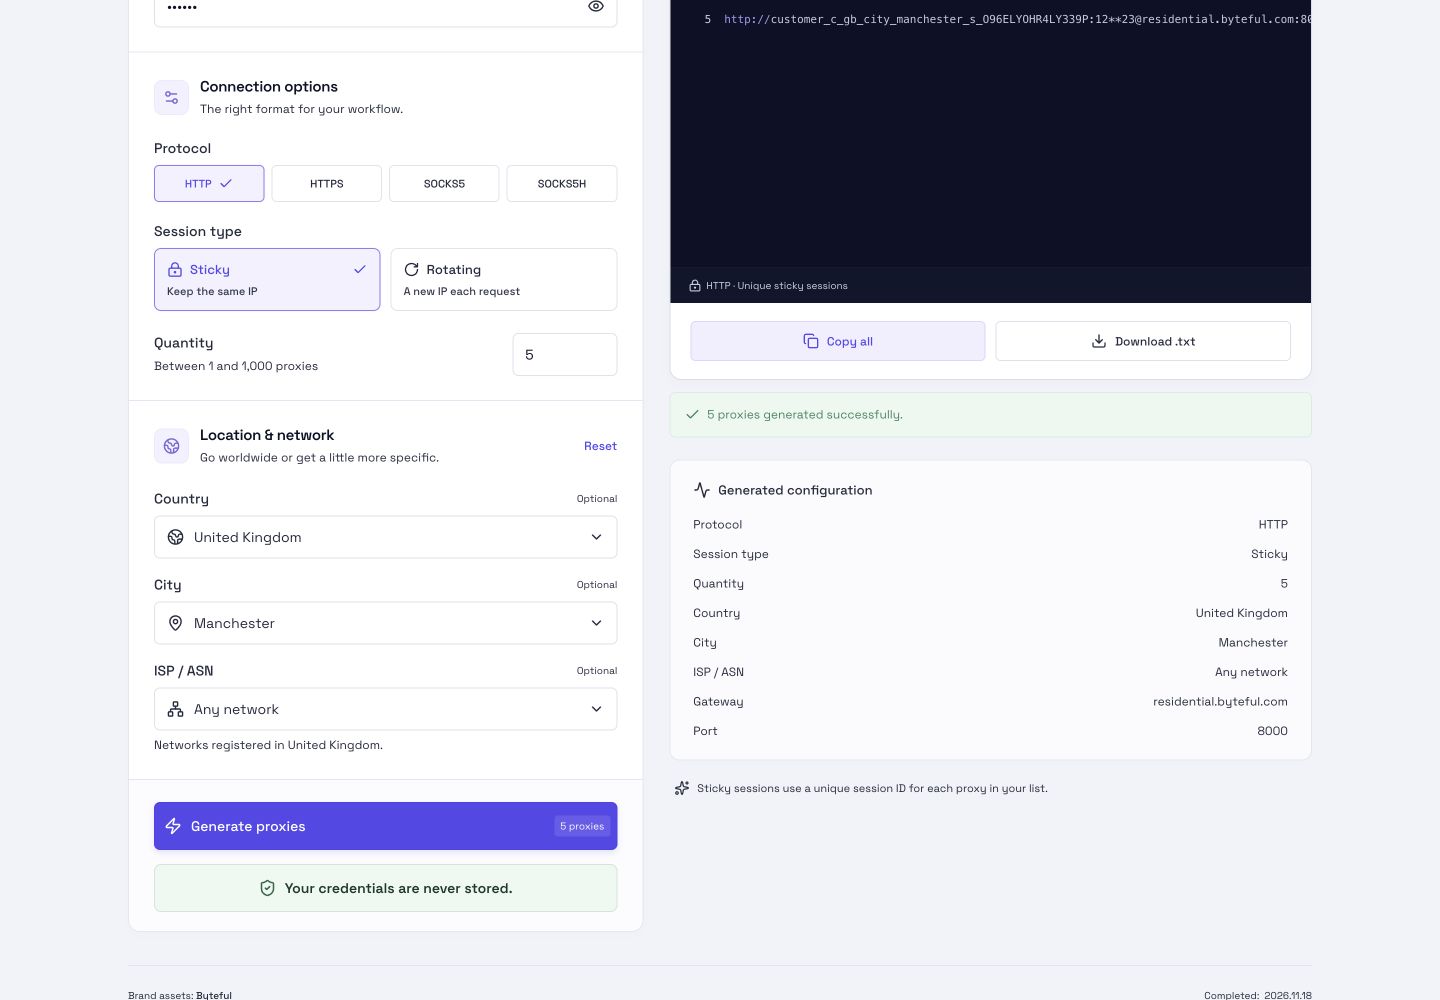 ••••••
Connection options
The right format for your workflow.
Protocol
HTTP
HTTPS
SOCKS5
SOCKS5H
Session type
Sticky
Keep the same IP
Rotating
A new IP each request
Quantity
Between 1 and 1,000 proxies
5
Location & network
Go worldwide or get a little more specific.
Reset
Country
Optional
United Kingdom
City
Optional
Manchester
ISP / ASN
Optional
Any network
Networks registered in United Kingdom.
Generate proxies
5 proxies
Your credentials are never stored.
5 http://customer_c_gb_city_manchester_s_O96ELYOHR4LY339P:12**23@residential.byteful.com:80
HTTP · Unique sticky sessions
Copy all
Download .txt
5 proxies generated successfully.
Generated configuration
Protocol HTTP
Session type Sticky
Quantity 5
Country United Kingdom
City Manchester
ISP / ASN Any network
Gateway residential.byteful.com
Port 8000
Sticky sessions use a unique session ID for each proxy in your list.
Brand assets: Byteful
Completed: 2026.11.18